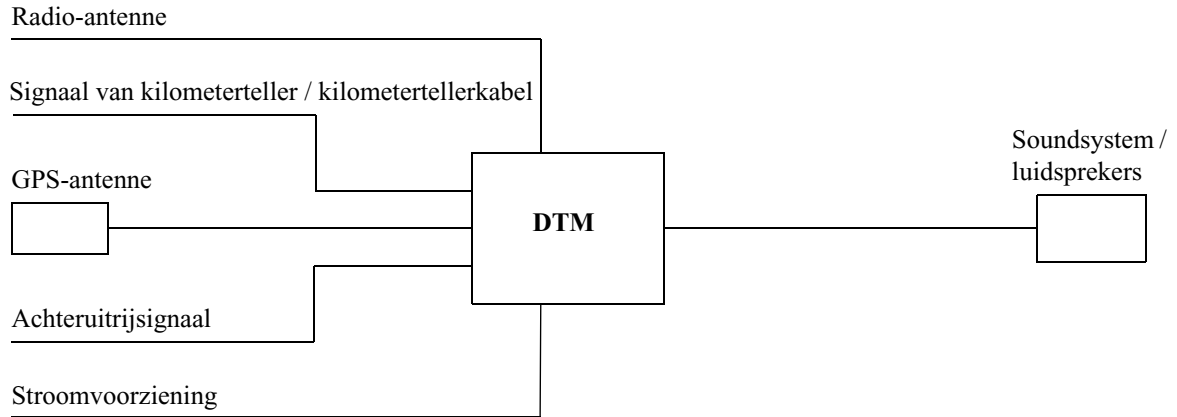 Radio-antenne
Signaal van kilometerteller / kilometertellerkabel
Soundsystem /
luidsprekers
GPS-antenne
DTM
Achteruitrijsignaal
Stroomvoorziening